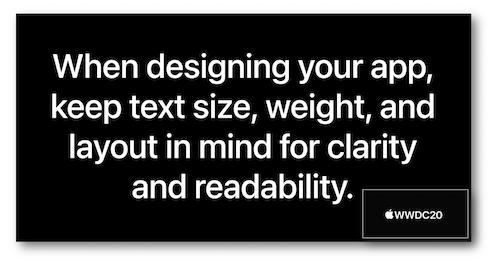 When designing your app,
keep text size, weight, and
layout in mind for clarity
and readability.
WWDC20